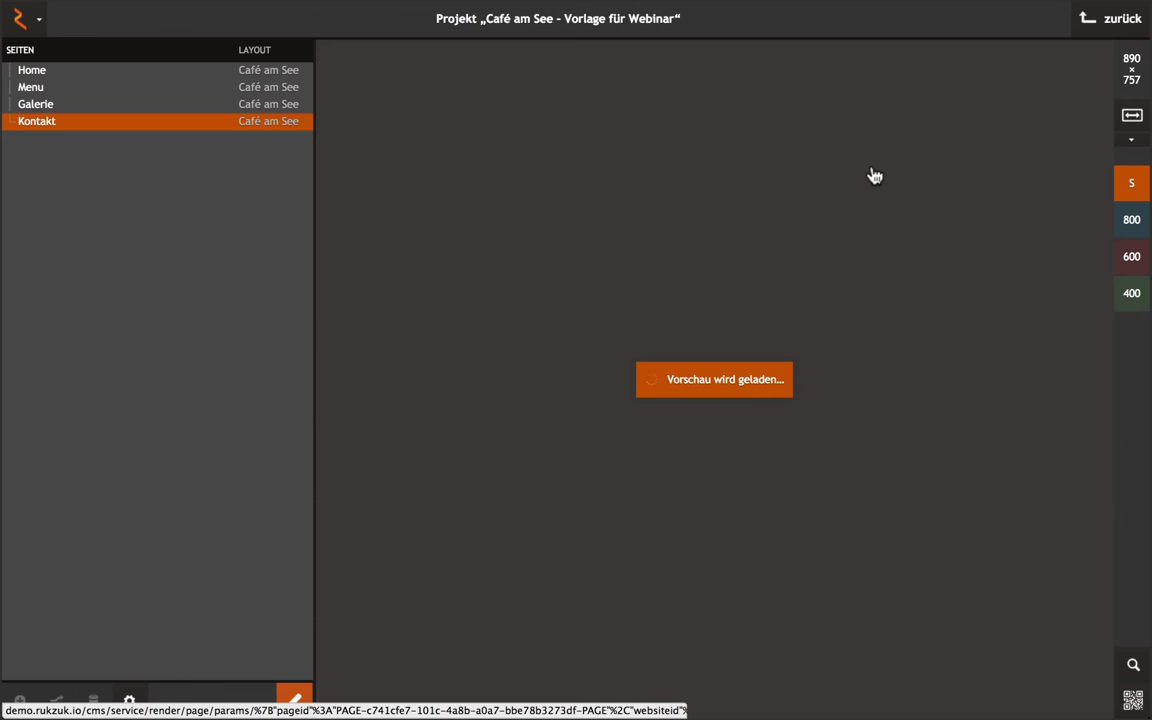 Projekt „Café am See - Vorlage für Webinar“
zurück
SEITEN LAYOUT
Home Café am See
Menu Café am See
Galerie Café am See
Kontakt Café am See
890
×
757
S
800
600
400
Vorschau wird geladen...
demo.rukzuk.io/cms/service/render/page/params/%7B"pageid"%3A"PAGE-c741cfe7-101c-4a8b-a0a7-bbe78b3273df-PAGE"%2C"websiteid"%